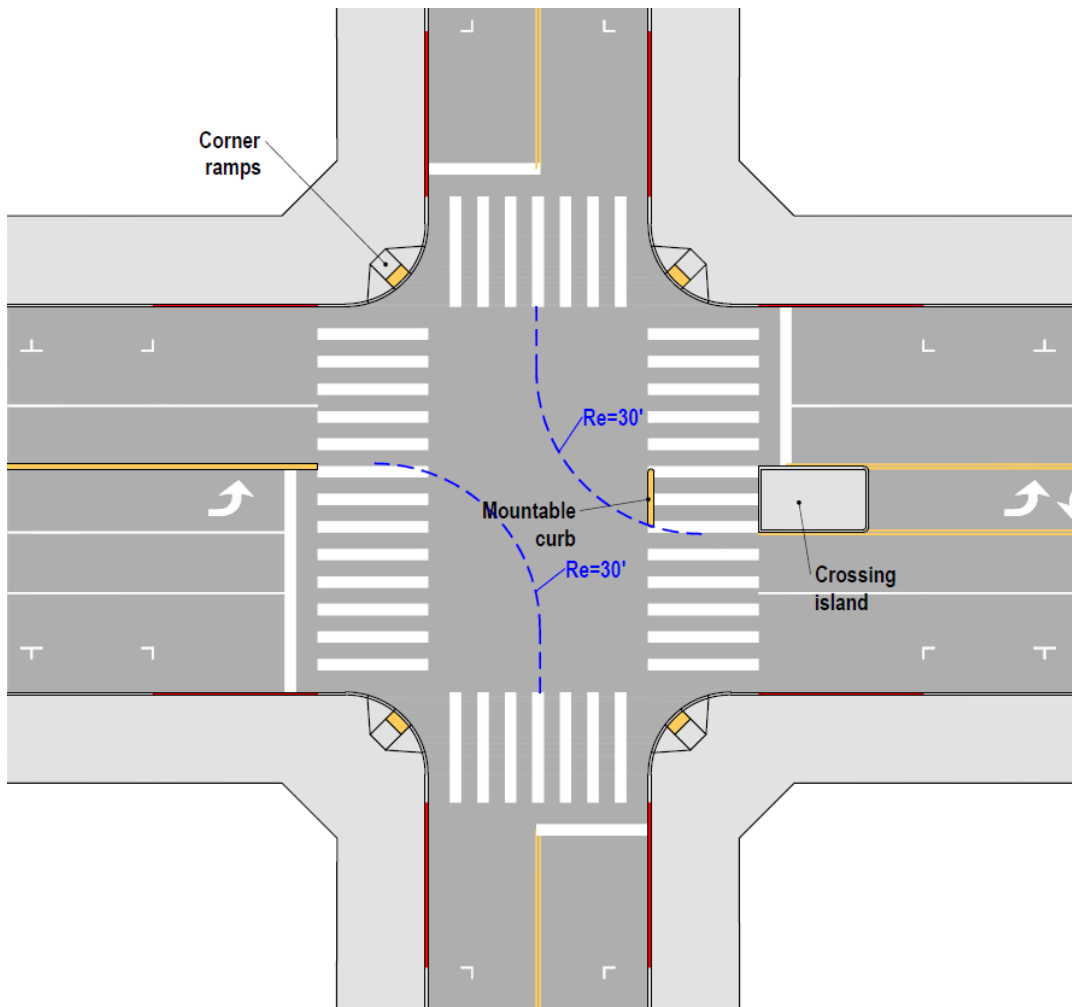 Corner
ramps
Re=30'
Mountable
curb
Re=30'
Crossing
island